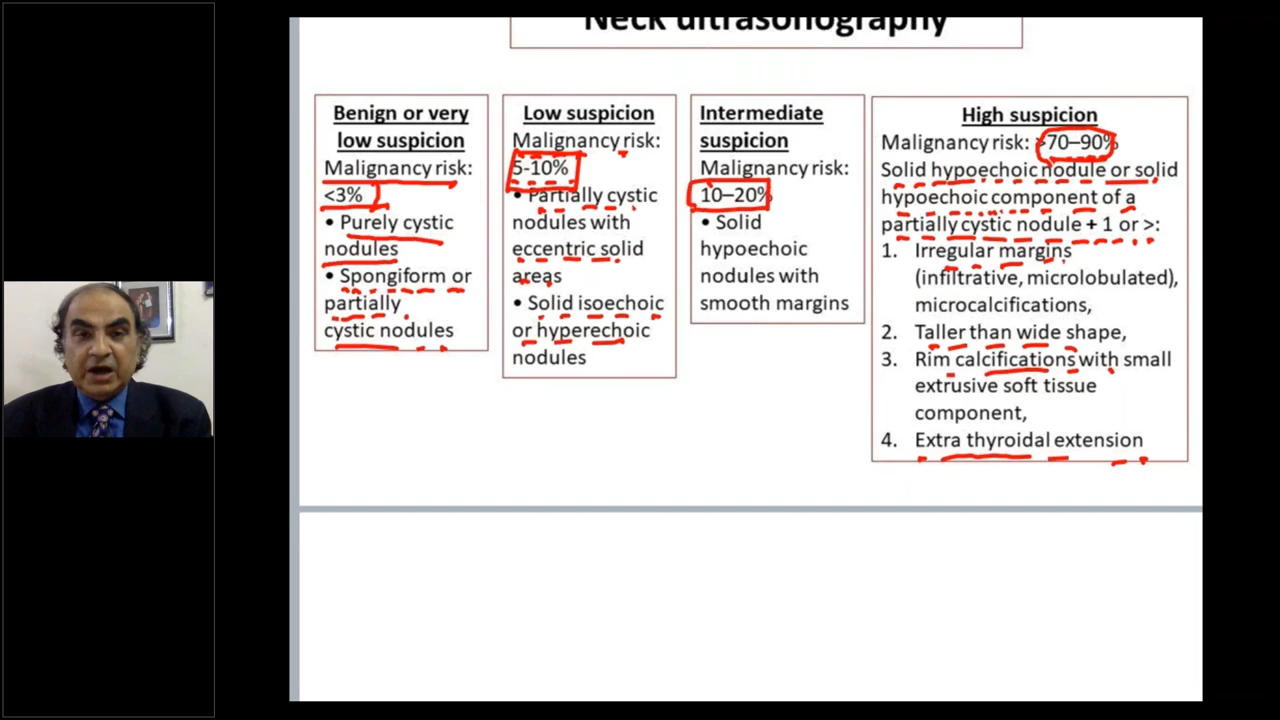 Neck ultrasonography
Benign or very
low suspicion
Malignancy risk:
<3%
• Purely cystic
nodules
• Spongiform or
partially
cystic nodules
Low suspicion
Malignancy risk:
5-10%
• Partially cystic
nodules with
eccentric solid
areas
• Solid isoechoic
or hyperechoic
nodules
Intermediate
suspicion
Malignancy risk:
10–20%
• Solid
hypoechoic
nodules with
smooth margins
High suspicion
Malignancy risk: >70–90%
Solid hypoechoic nodule or solid
hypoechoic component of a
partially cystic nodule + 1 or >:
1. Irregular margins
(infiltrative, microlobulated),
microcalcifications,
2. Taller than wide shape,
3. Rim calcifications with small
extrusive soft tissue
component,
4. Extra thyroidal extension